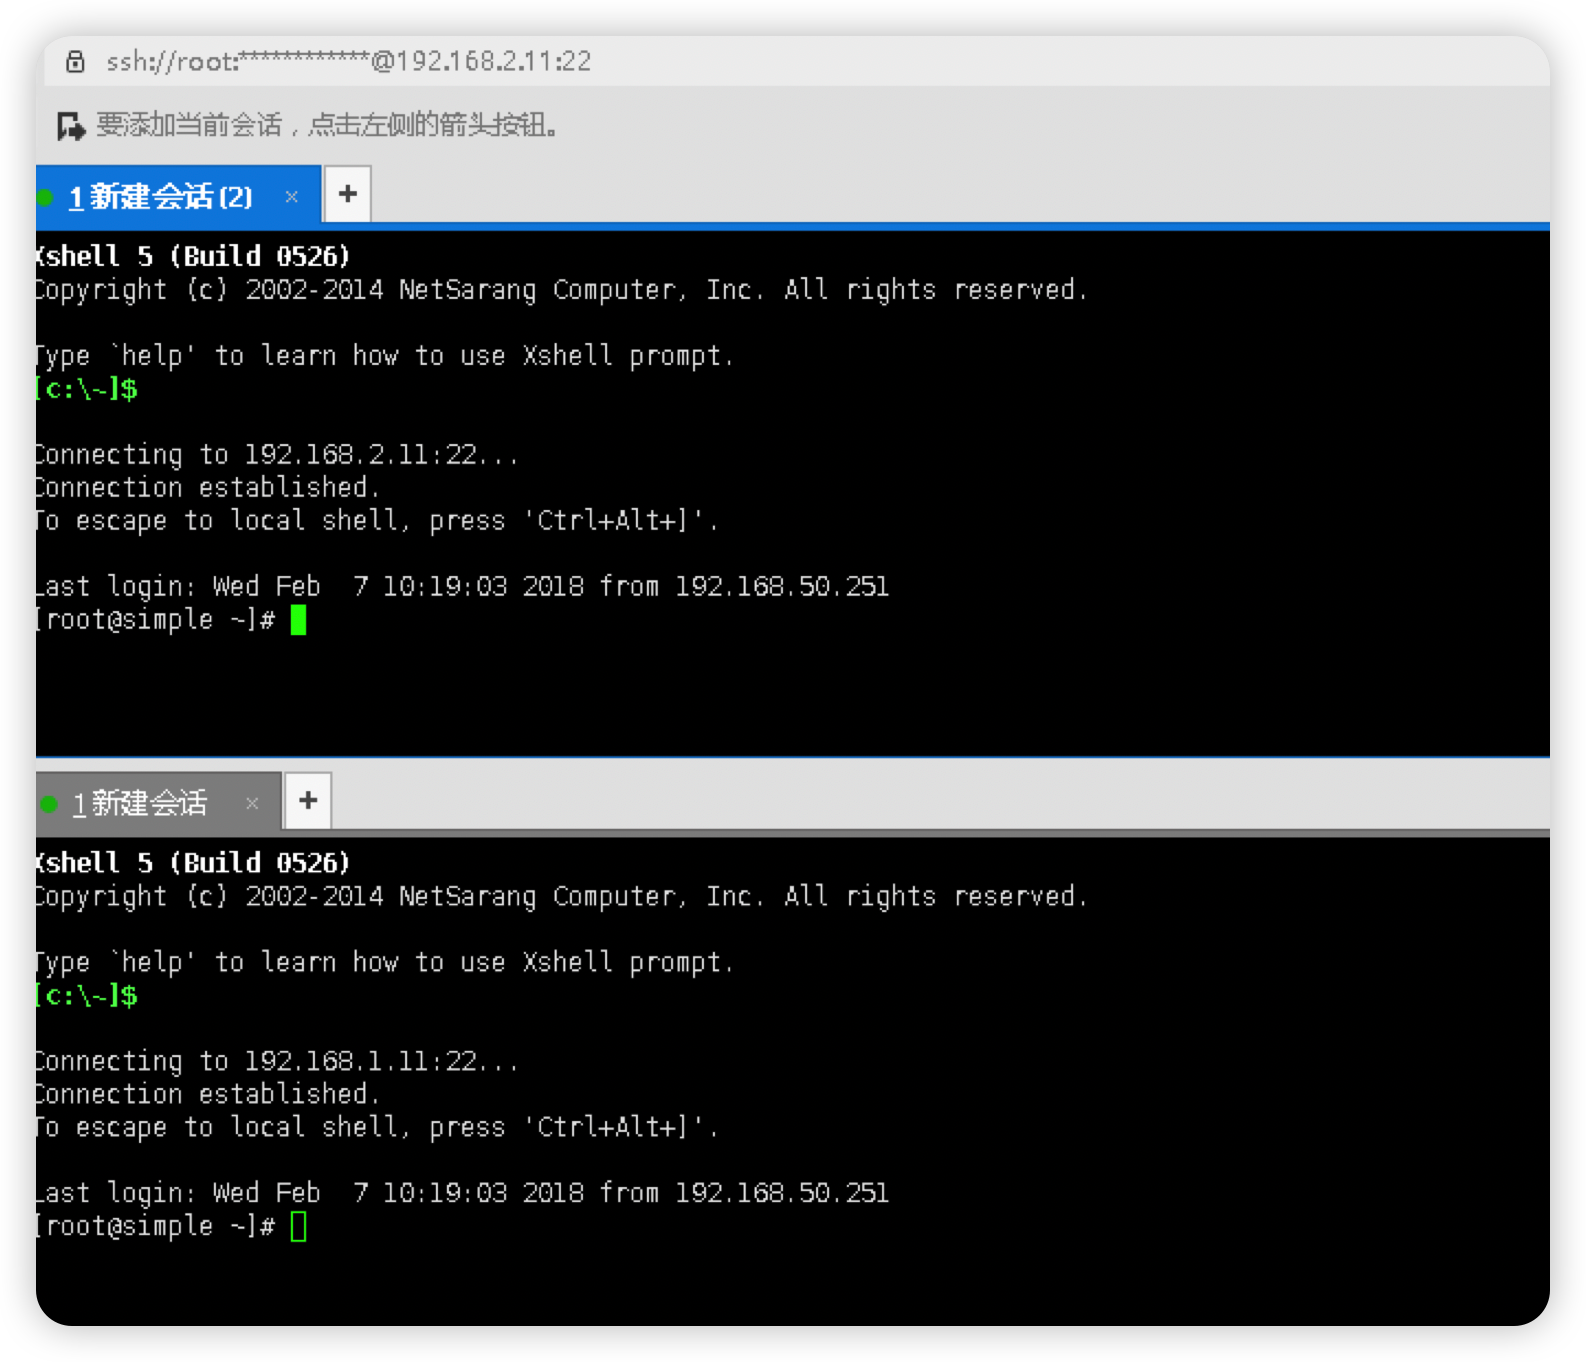 ssh://root:************@192.168.2.11:22
要添加当前会话，点击左侧的箭头按钮。
1 新建会话 (2) × +
Xshell 5 (Build 0526)
Copyright (c) 2002-2014 NetSarang Computer, Inc. All rights reserved.
Type `help' to learn how to use Xshell prompt.
[c:\~]$
Connecting to 192.168.2.11:22...
Connection established.
To escape to local shell, press 'Ctrl+Alt+]'.
Last login: Wed Feb  7 10:19:03 2018 from 192.168.50.251
[root@simple ~]#
1 新建会话 × +
Xshell 5 (Build 0526)
Copyright (c) 2002-2014 NetSarang Computer, Inc. All rights reserved.
Type `help' to learn how to use Xshell prompt.
[c:\~]$
Connecting to 192.168.1.11:22...
Connection established.
To escape to local shell, press 'Ctrl+Alt+]'.
Last login: Wed Feb  7 10:19:03 2018 from 192.168.50.251
[root@simple ~]#